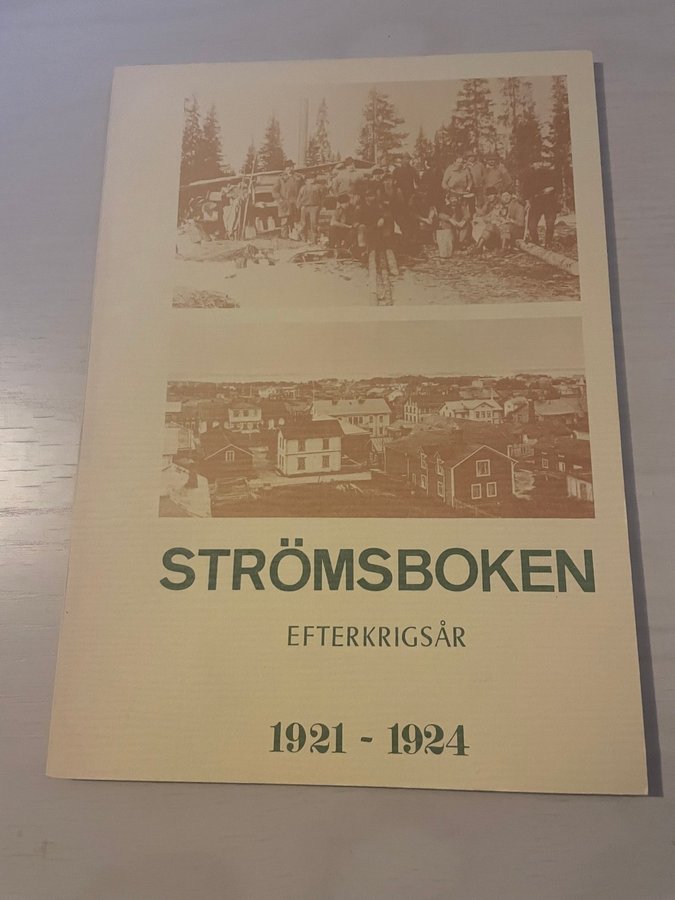 STRÖMSBOKEN
EFTERKRIGSÅR
1921 - 1924